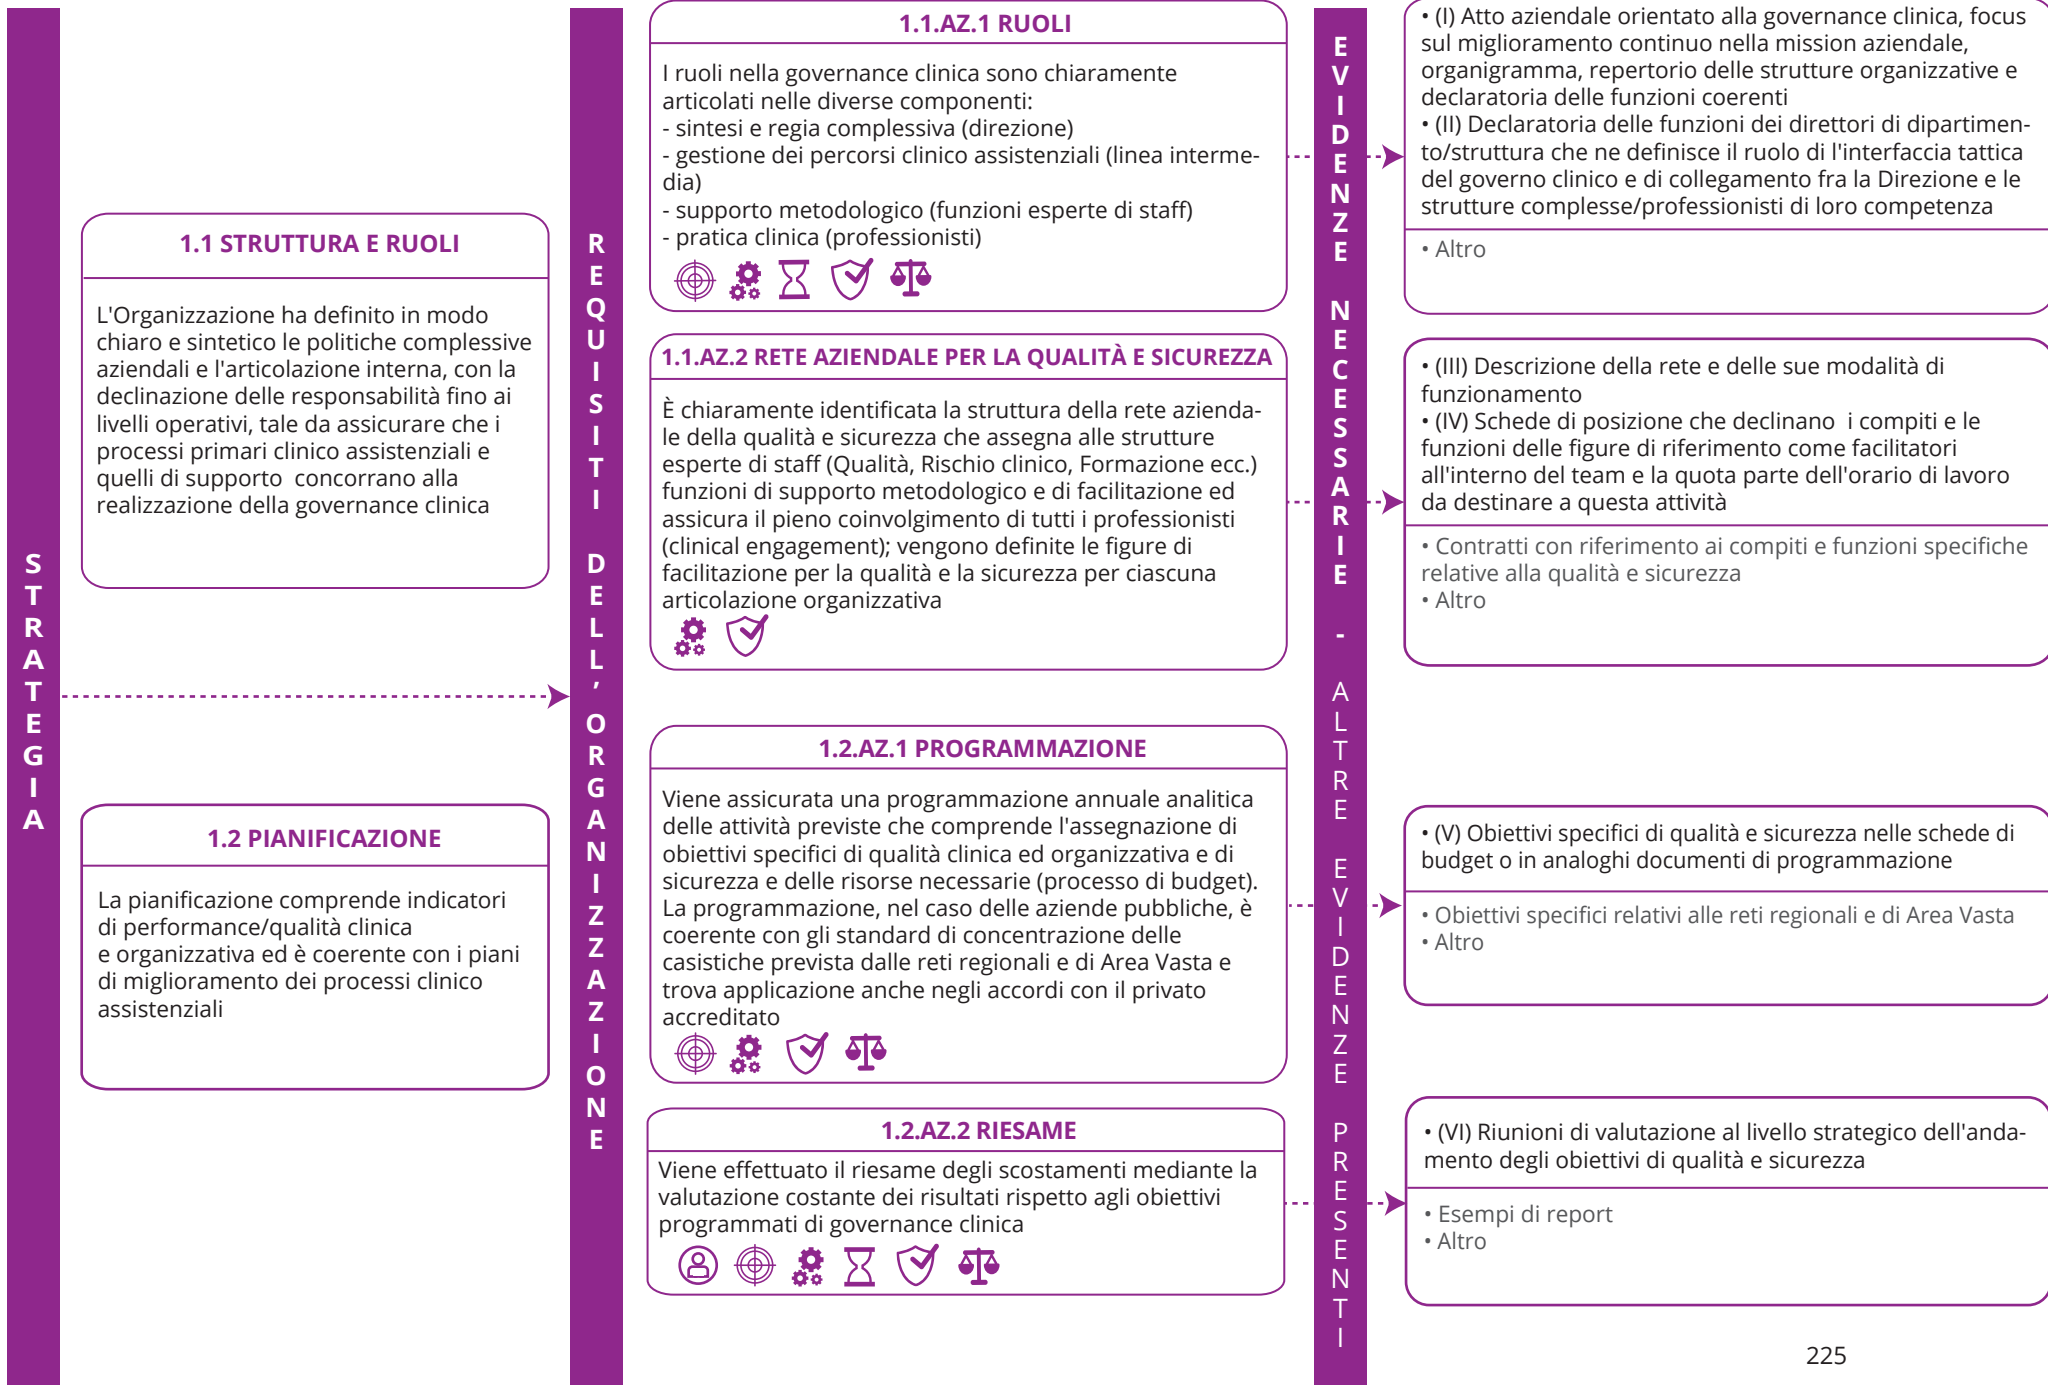 STRATEGIA
1.1 STRUTTURA E RUOLI
L'Organizzazione ha definito in modo
chiaro e sintetico le politiche complessive
aziendali e l'articolazione interna, con la
declinazione delle responsabilità fino ai
livelli operativi, tale da assicurare che i
processi primari clinico assistenziali e
quelli di supporto  concorrano alla
realizzazione della governance clinica
1.2 PIANIFICAZIONE
La pianificazione comprende indicatori
di performance/qualità clinica
e organizzativa ed è coerente con i piani
di miglioramento dei processi clinico
assistenziali
REQUISITI DELL'ORGANIZZAZIONE
1.1.AZ.1 RUOLI
I ruoli nella governance clinica sono chiaramente
articolati nelle diverse componenti:
- sintesi e regia complessiva (direzione)
- gestione dei percorsi clinico assistenziali (linea interme-
dia)
- supporto metodologico (funzioni esperte di staff)
- pratica clinica (professionisti)
1.1.AZ.2 RETE AZIENDALE PER LA QUALITÀ E SICUREZZA
È chiaramente identificata la struttura della rete azienda-
le della qualità e sicurezza che assegna alle strutture
esperte di staff (Qualità, Rischio clinico, Formazione ecc.)
funzioni di supporto metodologico e di facilitazione ed
assicura il pieno coinvolgimento di tutti i professionisti
(clinical engagement); vengono definite le figure di
facilitazione per la qualità e la sicurezza per ciascuna
articolazione organizzativa
1.2.AZ.1 PROGRAMMAZIONE
Viene assicurata una programmazione annuale analitica
delle attività previste che comprende l'assegnazione di
obiettivi specifici di qualità clinica ed organizzativa e di
sicurezza e delle risorse necessarie (processo di budget).
La programmazione, nel caso delle aziende pubbliche, è
coerente con gli standard di concentrazione delle
casistiche prevista dalle reti regionali e di Area Vasta e
trova applicazione anche negli accordi con il privato
accreditato
1.2.AZ.2 RIESAME
Viene effettuato il riesame degli scostamenti mediante la
valutazione costante dei risultati rispetto agli obiettivi
programmati di governance clinica
EVIDENZE NECESSARIE - ALTRE EVIDENZE PRESENTI
• (I) Atto aziendale orientato alla governance clinica, focus
sul miglioramento continuo nella mission aziendale,
organigramma, repertorio delle strutture organizzative e
declaratoria delle funzioni coerenti
• (II) Declaratoria delle funzioni dei direttori di dipartimen-
to/struttura che ne definisce il ruolo di l'interfaccia tattica
del governo clinico e di collegamento fra la Direzione e le
strutture complesse/professionisti di loro competenza
• Altro
• (III) Descrizione della rete e delle sue modalità di
funzionamento
• (IV) Schede di posizione che declinano  i compiti e le
funzioni delle figure di riferimento come facilitatori
all'interno del team e la quota parte dell'orario di lavoro
da destinare a questa attività
• Contratti con riferimento ai compiti e funzioni specifiche
relative alla qualità e sicurezza
• Altro
• (V) Obiettivi specifici di qualità e sicurezza nelle schede di
budget o in analoghi documenti di programmazione
• Obiettivi specifici relativi alle reti regionali e di Area Vasta
• Altro
• (VI) Riunioni di valutazione al livello strategico dell'anda-
mento degli obiettivi di qualità e sicurezza
• Esempi di report
• Altro
225